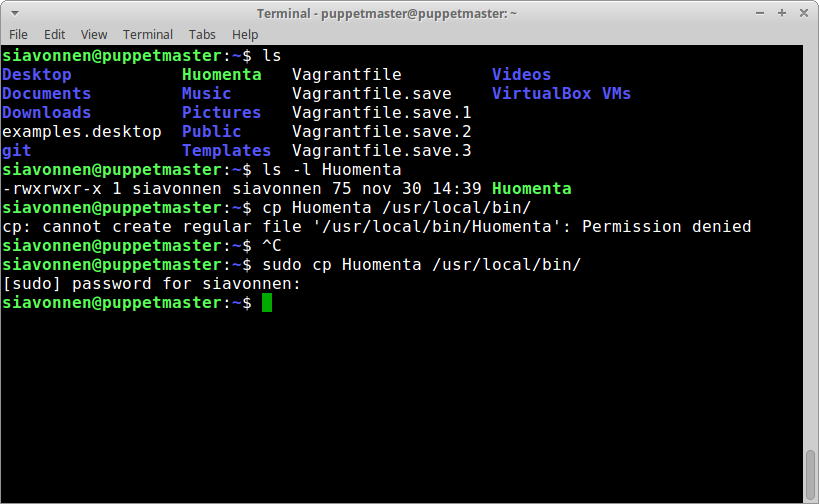 Terminal - puppetmaster@puppetmaster: ~
File Edit View Terminal Tabs Help
siavonnen@puppetmaster:~$ ls
Desktop Huomenta Vagrantfile Videos
Documents Music Vagrantfile.save VirtualBox VMs
Downloads Pictures Vagrantfile.save.1
examples.desktop Public Vagrantfile.save.2
git Templates Vagrantfile.save.3
siavonnen@puppetmaster:~$ ls -l Huomenta
-rwxrwxr-x 1 siavonnen siavonnen 75 nov 30 14:39 Huomenta
siavonnen@puppetmaster:~$ cp Huomenta /usr/local/bin/
cp: cannot create regular file '/usr/local/bin/Huomenta': Permission denied
siavonnen@puppetmaster:~$ ^C
siavonnen@puppetmaster:~$ sudo cp Huomenta /usr/local/bin/
[sudo] password for siavonnen:
siavonnen@puppetmaster:~$